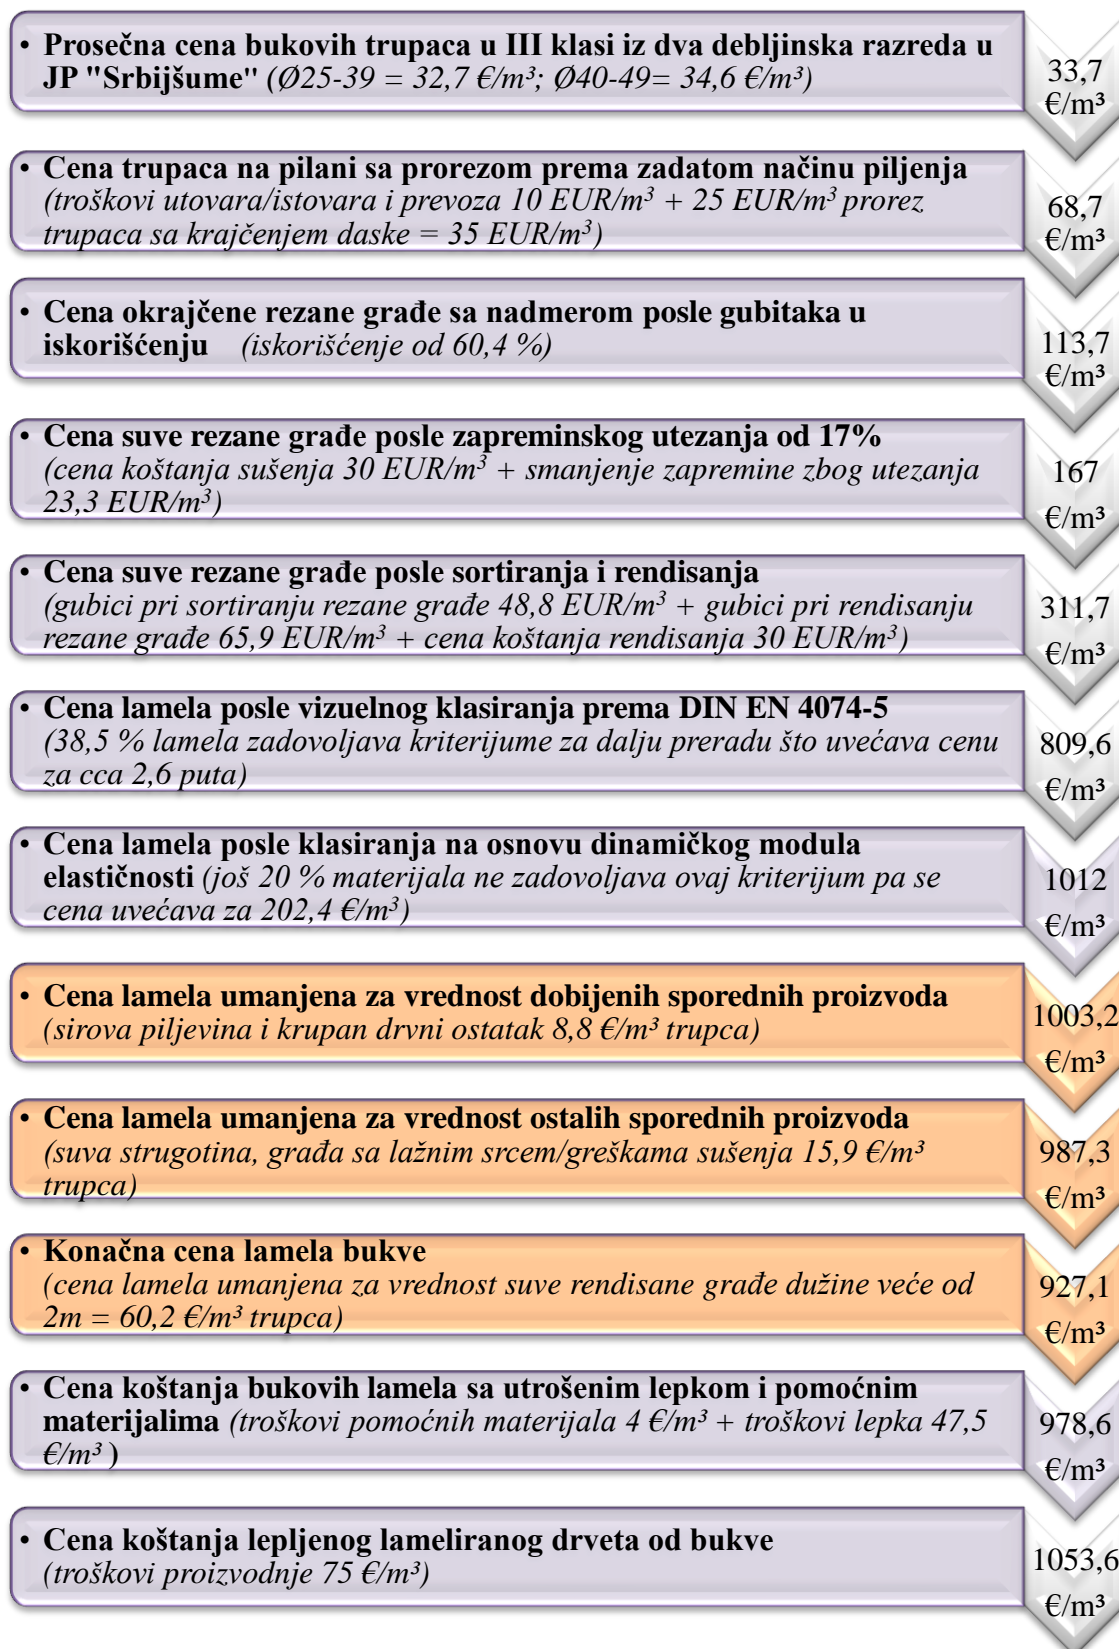 • Prosečna cena bukovih trupaca u III klasi iz dva debljinska razreda u
JP "Srbijšume" (Ø25-39 = 32,7 €/m³; Ø40-49= 34,6 €/m³)
33,7
€/m³
• Cena trupaca na pilani sa prorezom prema zadatom načinu piljenja
(troškovi utovara/istovara i prevoza 10 EUR/m³ + 25 EUR/m³ prorez
trupaca sa krajčenjem daske = 35 EUR/m³)
68,7
€/m³
• Cena okrajčene rezane građe sa nadmerom posle gubitaka u
iskorišćenju (iskorišćenje od 60,4 %)
113,7
€/m³
• Cena suve rezane građe posle zapreminskog utezanja od 17%
(cena koštanja sušenja 30 EUR/m³ + smanjenje zapremine zbog utezanja
23,3 EUR/m³)
167
€/m³
• Cena suve rezane građe posle sortiranja i rendisanja
(gubici pri sortiranju rezane građe 48,8 EUR/m³ + gubici pri rendisanju
rezane građe 65,9 EUR/m³ + cena koštanja rendisanja 30 EUR/m³)
311,7
€/m³
• Cena lamela posle vizuelnog klasiranja prema DIN EN 4074-5
(38,5 % lamela zadovoljava kriterijume za dalju preradu što uvećava cenu
za cca 2,6 puta)
809,6
€/m³
• Cena lamela posle klasiranja na osnovu dinamičkog modula
elastičnosti (još 20 % materijala ne zadovoljava ovaj kriterijum pa se
cena uvećava za 202,4 €/m³)
1012
€/m³
• Cena lamela umanjena za vrednost dobijenih sporednih proizvoda
(sirova piljevina i krupan drvni ostatak 8,8 €/m³ trupca)
1003,2
€/m³
• Cena lamela umanjena za vrednost ostalih sporednih proizvoda
(suva strugotina, građa sa lažnim srcem/greškama sušenja 15,9 €/m³
trupca)
987,3
€/m³
• Konačna cena lamela bukve
(cena lamela umanjena za vrednost suve rendisane građe dužine veće od
2m = 60,2 €/m³ trupca)
927,1
€/m³
• Cena koštanja bukovih lamela sa utrošenim lepkom i pomoćnim
materijalima (troškovi pomoćnih materijala 4 €/m³ + troškovi lepka 47,5
€/m³ )
978,6
€/m³
• Cena koštanja lepljenog lameliranog drveta od bukve
(troškovi proizvodnje 75 €/m³)
1053,6
€/m³